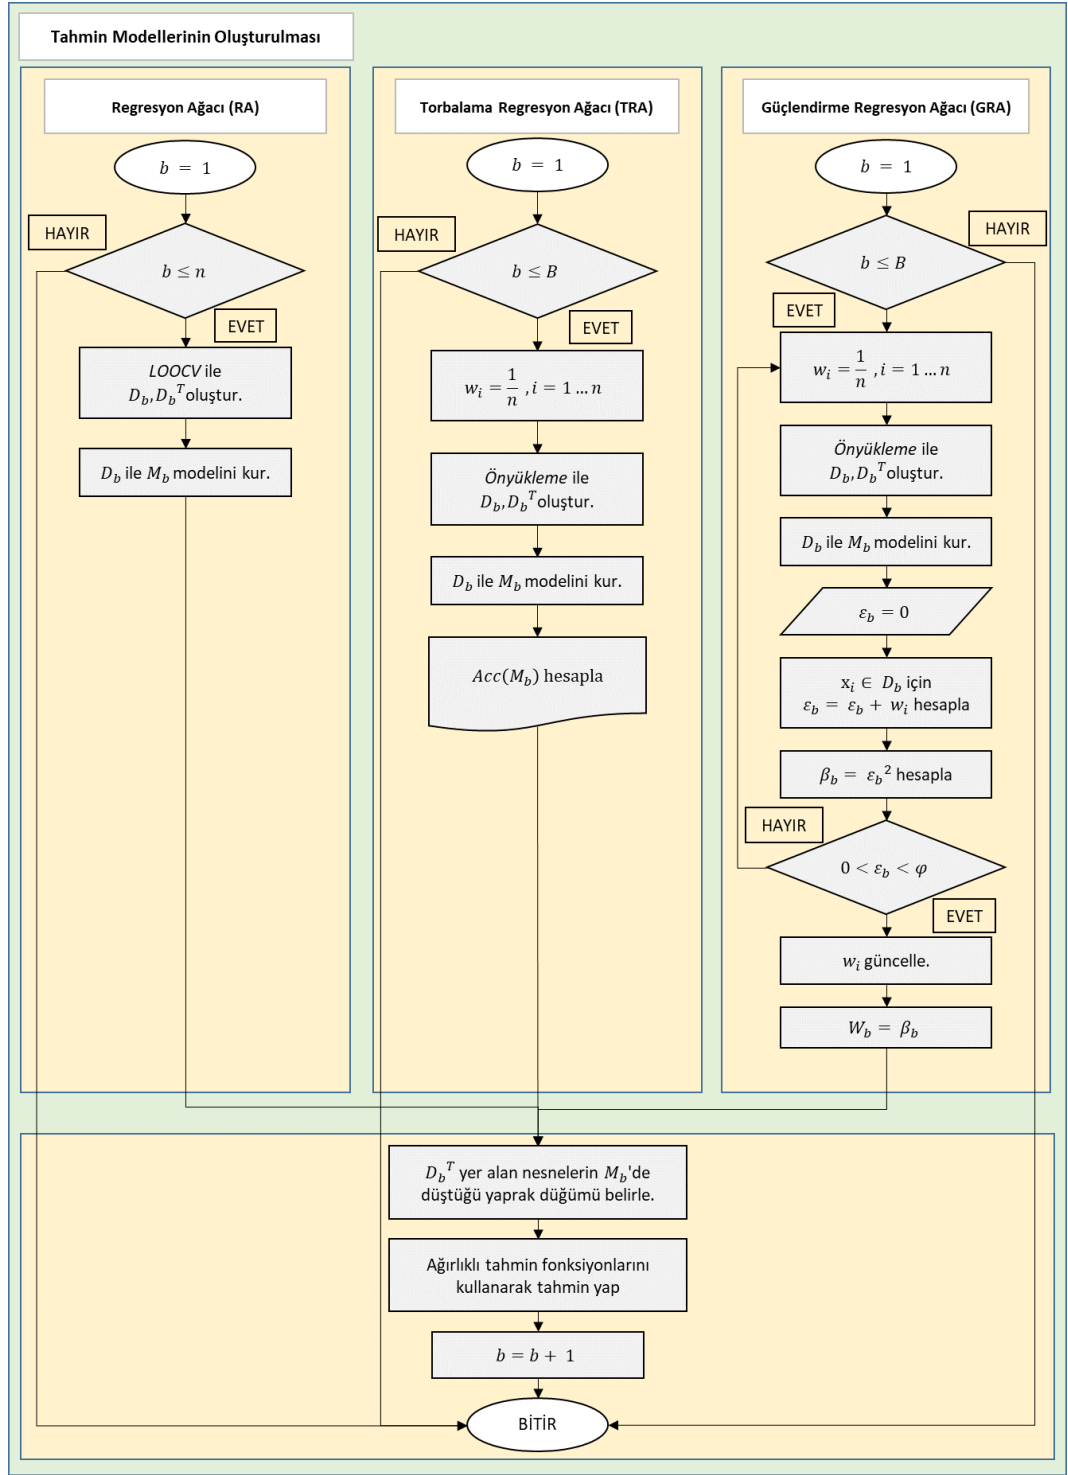 Tahmin Modellerinin Oluşturulması
Regresyon Ağacı (RA)
b = 1
HAYIR
b ≤ n
EVET
LOOCV ile
D_b, D_b^T oluştur.
D_b ile M_b modelini kur.
Torbalama Regresyon Ağacı (TRA)
b = 1
HAYIR
b ≤ B
EVET
w_i = 1/n , i = 1 … n
Önyükleme ile
D_b, D_b^T oluştur.
D_b ile M_b modelini kur.
Acc(M_b) hesapla
Güçlendirme Regresyon Ağacı (GRA)
b = 1
HAYIR
b ≤ B
EVET
w_i = 1/n , i = 1 … n
Önyükleme ile
D_b, D_b^T oluştur.
D_b ile M_b modelini kur.
ε_b = 0
x_i ∈ D_b için
ε_b = ε_b + w_i hesapla
β_b = ε_b^2 hesapla
HAYIR
0 < ε_b < φ
EVET
w_i güncelle.
W_b = β_b
D_b^T yer alan nesnelerin M_b'de
düştüğü yaprak düğümü belirle.
Ağırlıklı tahmin fonksiyonlarını
kullanarak tahmin yap
b = b + 1
BİTİR